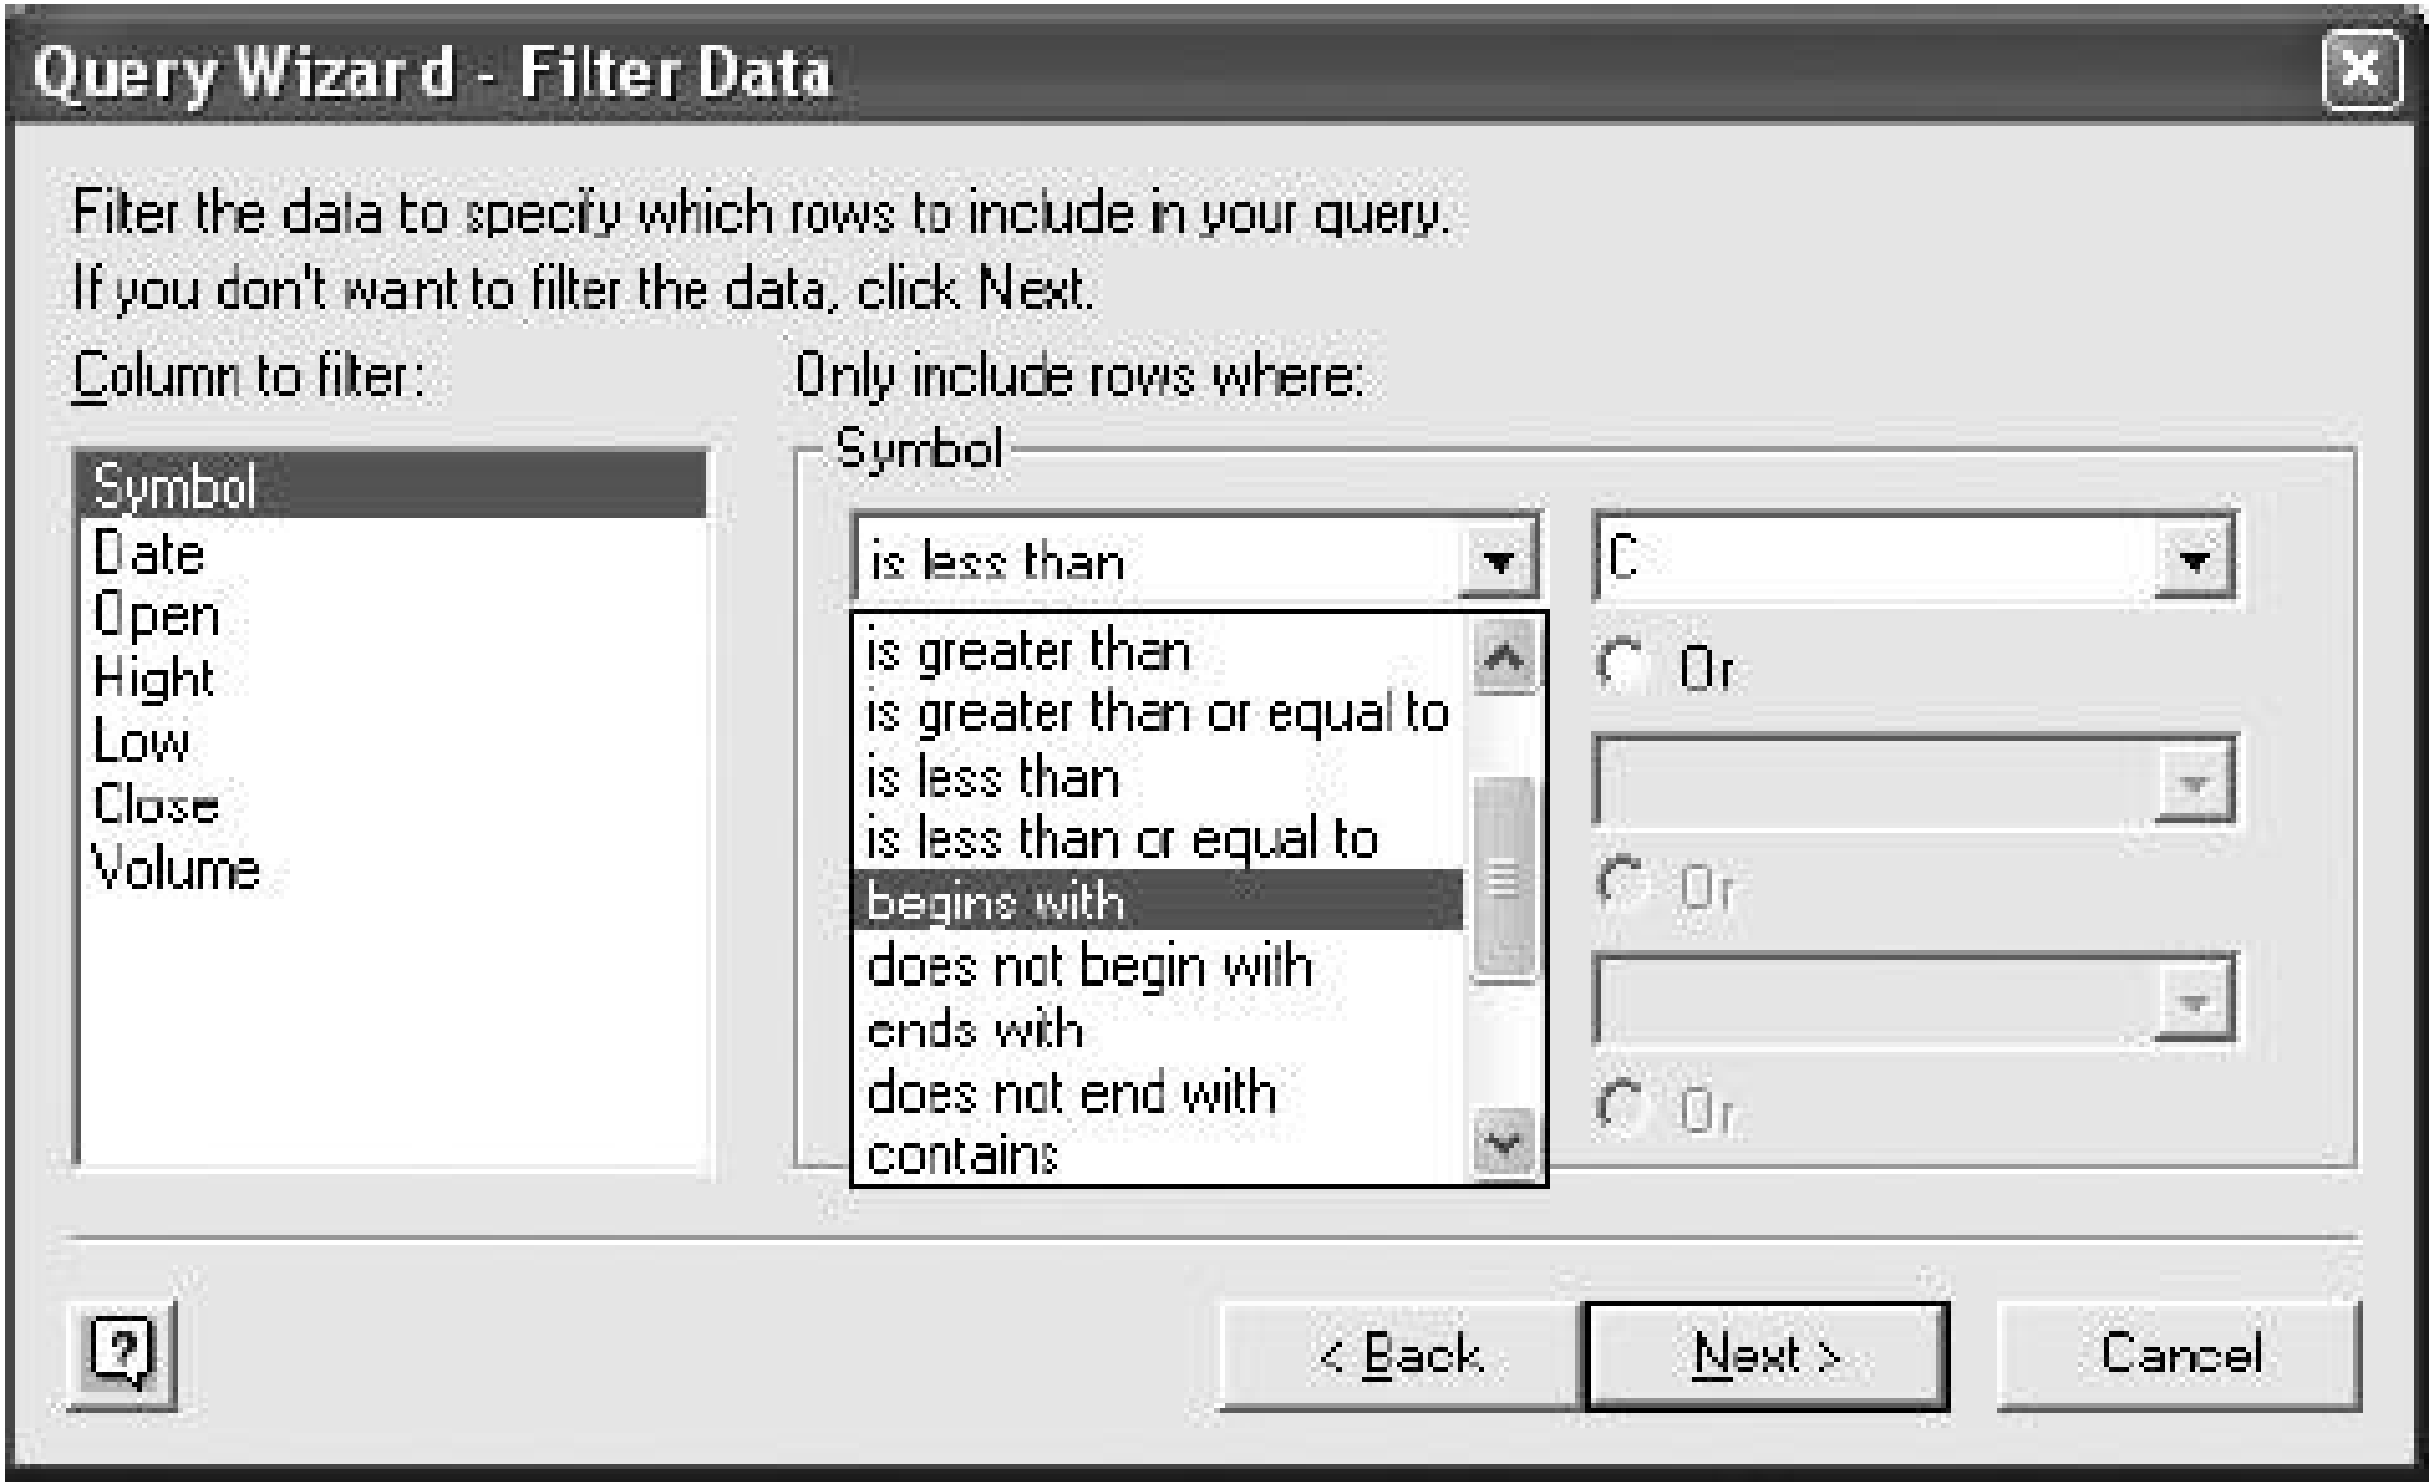 Query Wizard - Filter Data
Filter the data to specify which rows to include in your query.
If you don't want to filter the data, click Next.
Column to filter:
Only include rows where:
Symbol
Date
Open
Hight
Low
Close
Volume
Symbol
is less than
C
is greater than
is greater than or equal to
is less than
is less than or equal to
begins with
does not begin with
ends with
does not end with
contains
Or
Or
Or
?
< Back
Next >
Cancel